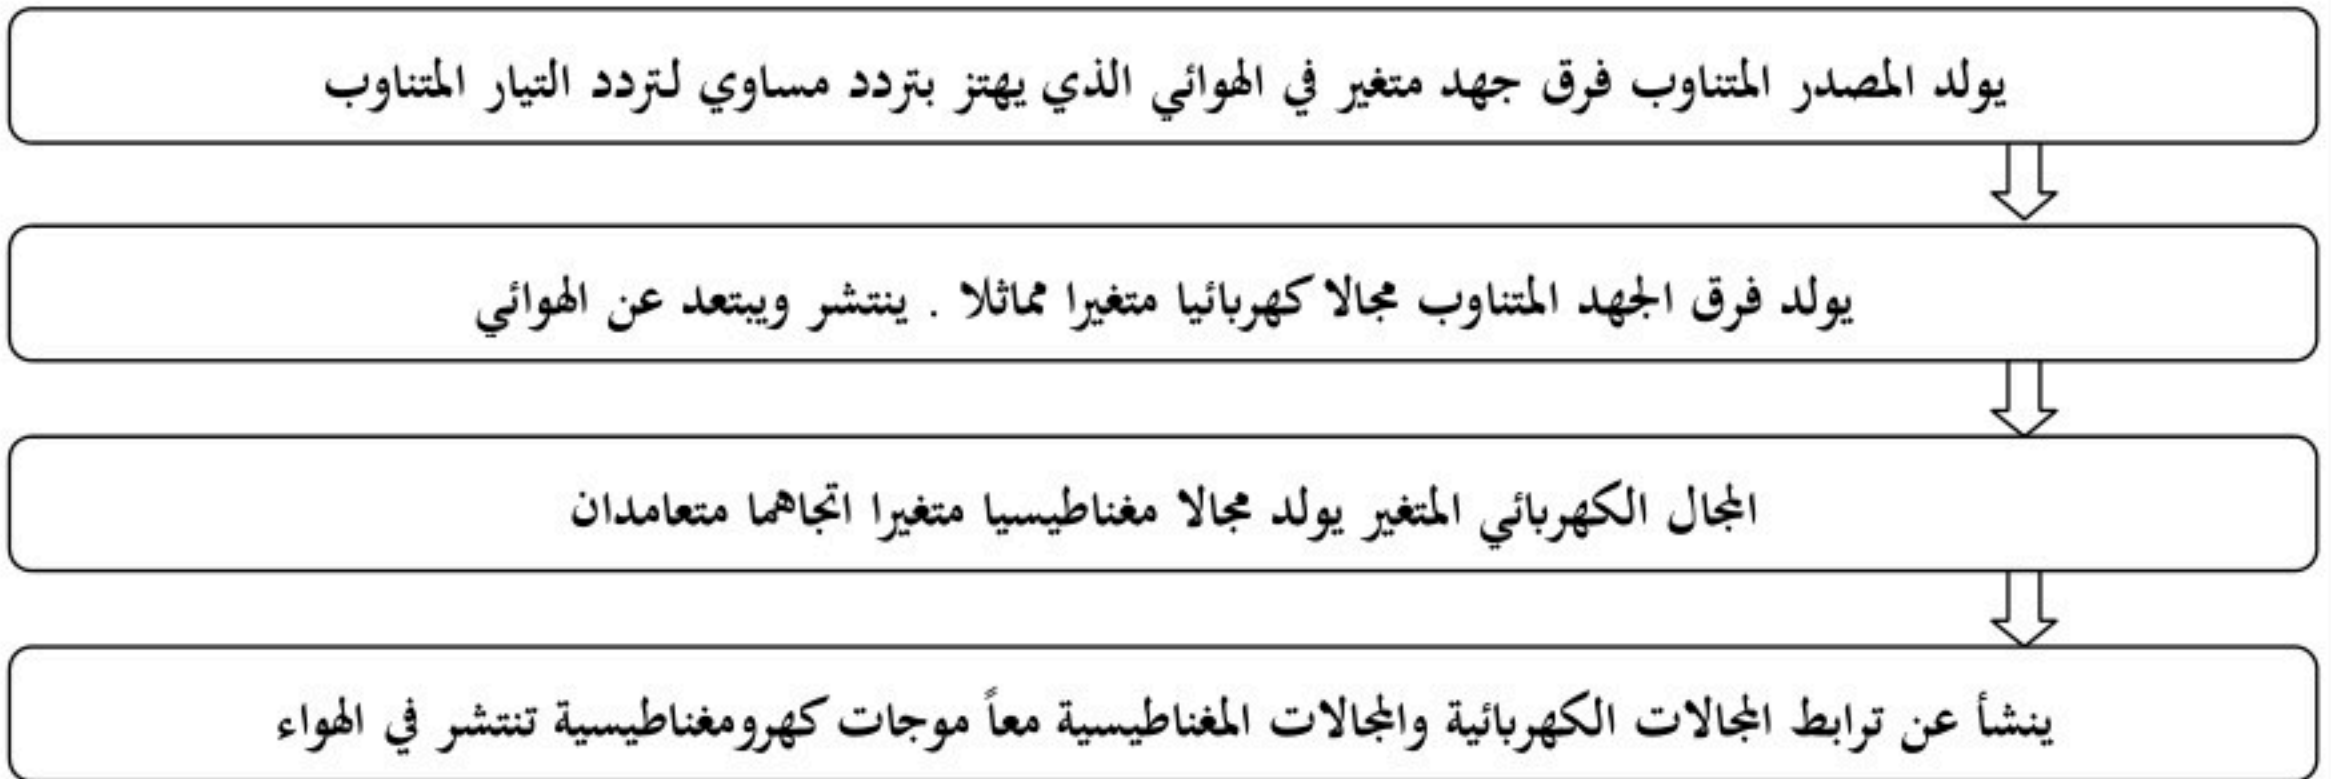 يولد المصدر المتناوب فرق جهد متغير في الهوائي الذي يهتز بتردد مساوي لتردد التيار المتناوب
يولد فرق الجهد المتناوب مجالا كهربائيا متغيرا مماثلا . ينتشر ويبتعد عن الهوائي
المجال الكهربائي المتغير يولد مجالا مغناطيسيا متغيرا اتجاهما متعامدان
ينشأ عن ترابط المجالات الكهربائية والمجالات المغناطيسية معاً موجات كهرومغناطيسية تنتشر في الهواء